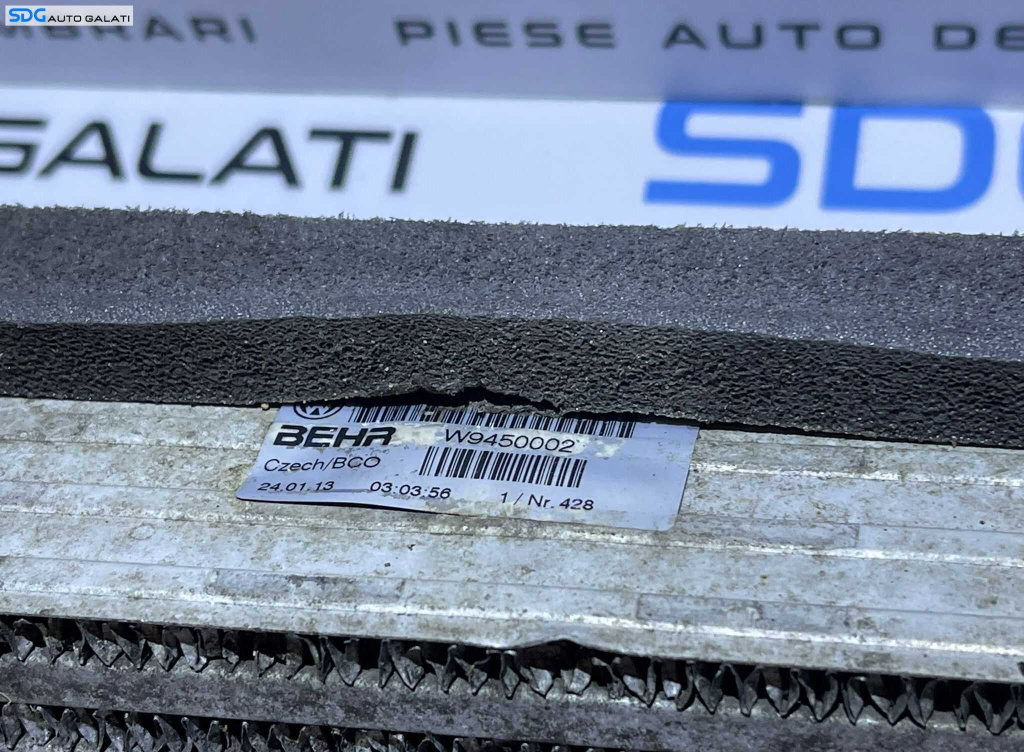 SDG AUTO GALATI
MBRARI PIESE AUTO DE
GALATI SDG
BEHR W9450002
Czech/BCO
24.01.13 03:03:56 1 / Nr. 428